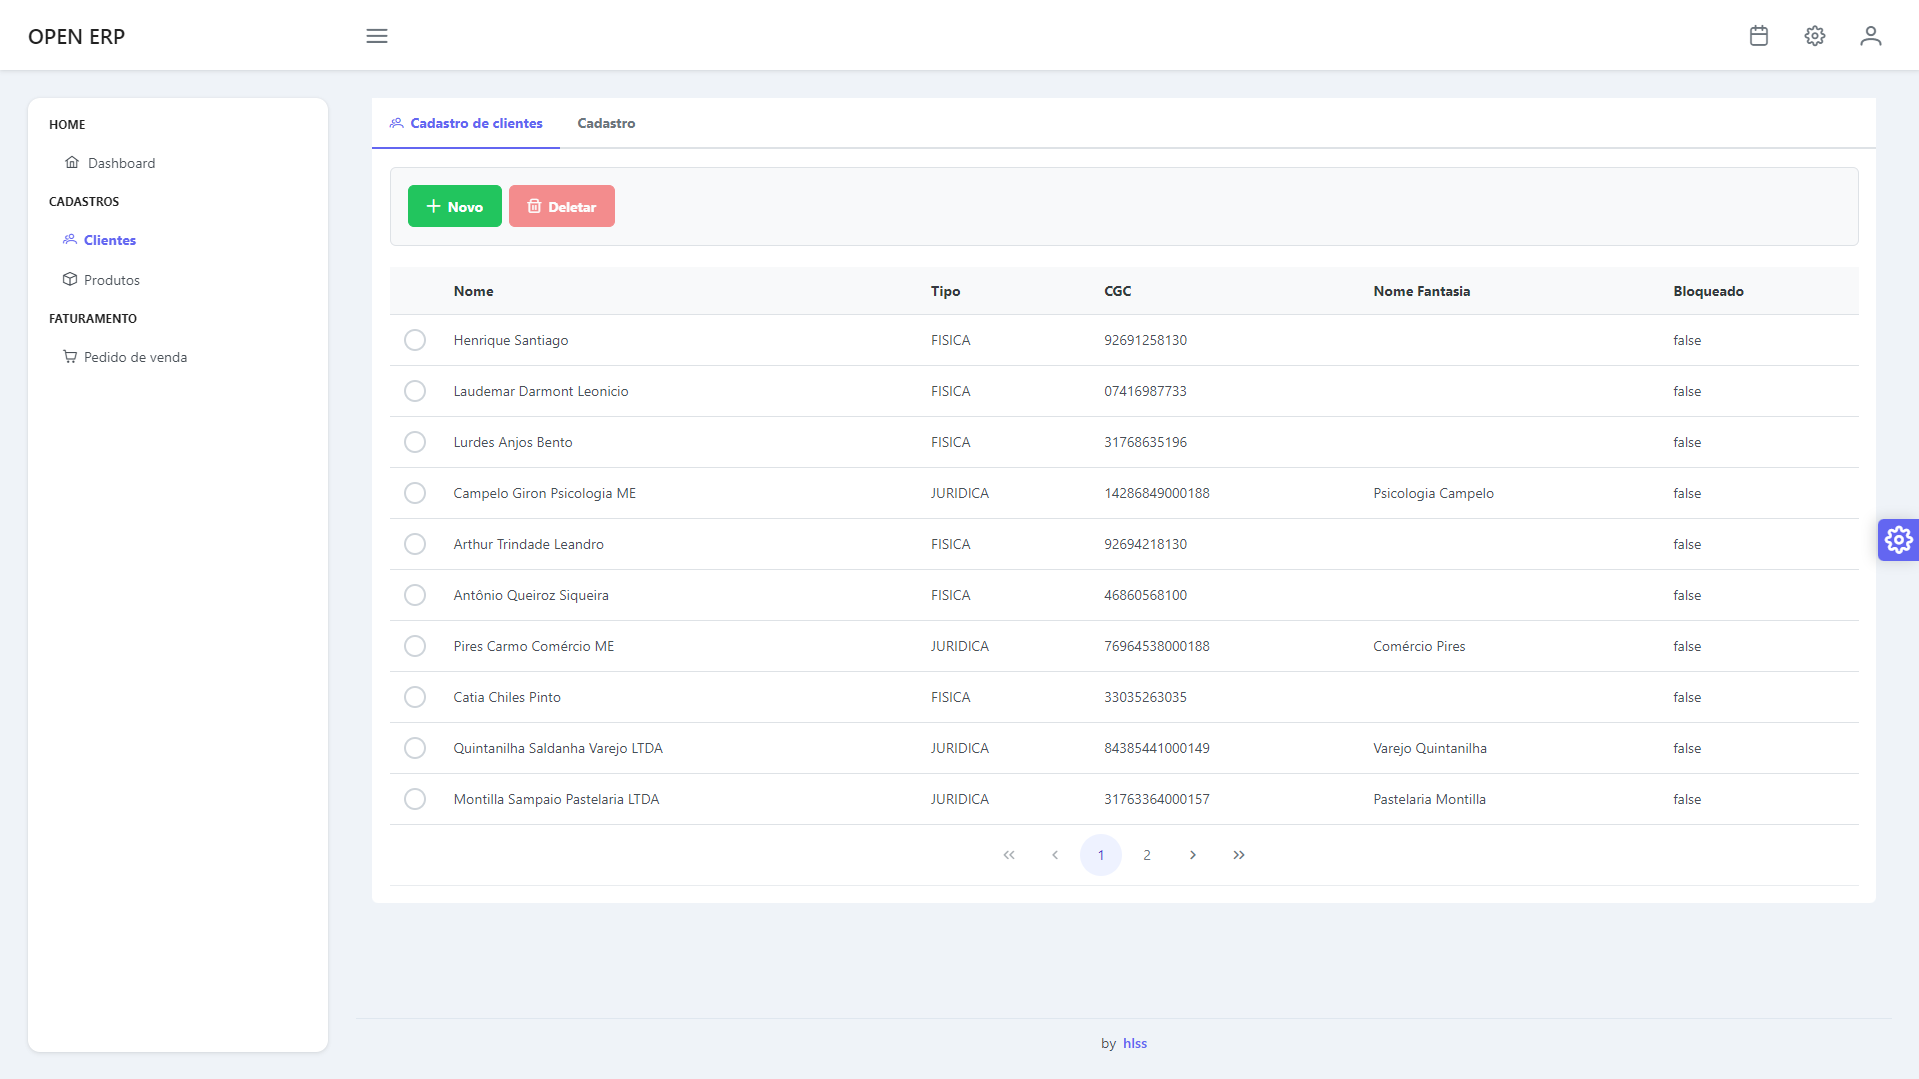 OPEN ERP
HOME
Dashboard
CADASTROS
Clientes
Produtos
FATURAMENTO
Pedido de venda
Cadastro de clientes Cadastro
Novo Deletar
Nome Tipo CGC Nome Fantasia Bloqueado
Henrique Santiago FISICA 92691258130 false
Laudemar Darmont Leonicio FISICA 07416987733 false
Lurdes Anjos Bento FISICA 31768635196 false
Campelo Giron Psicologia ME JURIDICA 14286849000188 Psicologia Campelo false
Arthur Trindade Leandro FISICA 92694218130 false
Antônio Queiroz Siqueira FISICA 46860568100 false
Pires Carmo Comércio ME JURIDICA 76964538000188 Comércio Pires false
Catia Chiles Pinto FISICA 33035263035 false
Quintanilha Saldanha Varejo LTDA JURIDICA 84385441000149 Varejo Quintanilha false
Montilla Sampaio Pastelaria LTDA JURIDICA 31763364000157 Pastelaria Montilla false
1 2
by hlss